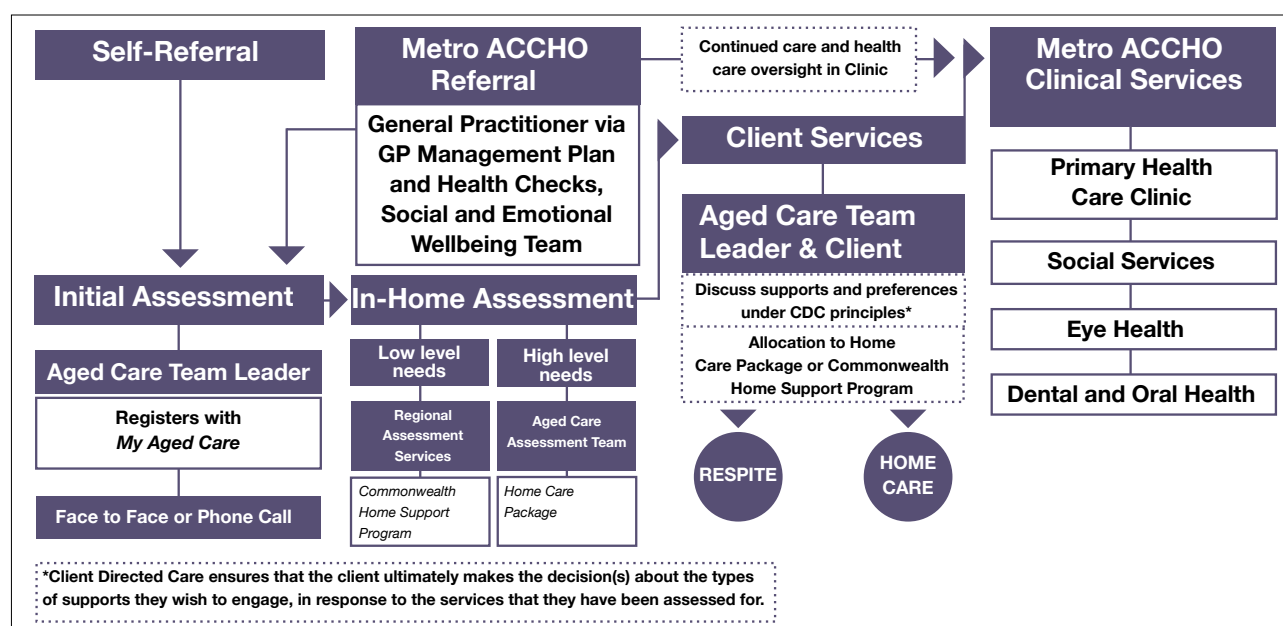 Self-Referral
Metro ACCHO
Referral
General Practitioner via
GP Management Plan
and Health Checks,
Social and Emotional
Wellbeing Team
Continued care and health
care oversight in Clinic
Metro ACCHO
Clinical Services
Primary Health
Care Clinic
Social Services
Eye Health
Dental and Oral Health
Client Services
Aged Care Team
Leader & Client
Discuss supports and preferences
under CDC principles*
Allocation to Home
Care Package or Commonwealth
Home Support Program
RESPITE
HOME
CARE
Initial Assessment
Aged Care Team Leader
Registers with
My Aged Care
Face to Face or Phone Call
In-Home Assessment
Low level
needs
Regional
Assessment
Services
Commonwealth
Home Support
Program
High level
needs
Aged Care
Assessment Team
Home Care
Package
*Client Directed Care ensures that the client ultimately makes the decision(s) about the types
of supports they wish to engage, in response to the services that they have been assessed for.